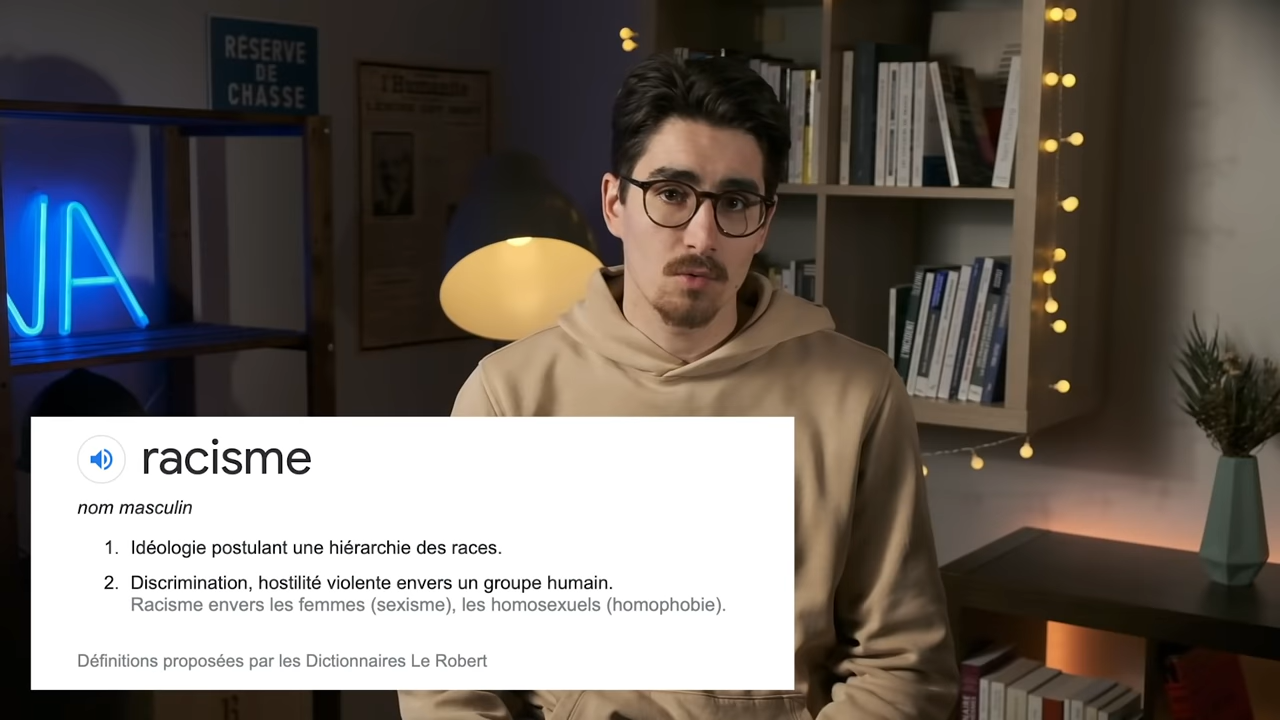 RÉSERVE
DE
CHASSE
l'Humanité
VA
racisme
nom masculin
1. Idéologie postulant une hiérarchie des races.
2. Discrimination, hostilité violente envers un groupe humain.
Racisme envers les femmes (sexisme), les homosexuels (homophobie).
Définitions proposées par les Dictionnaires Le Robert